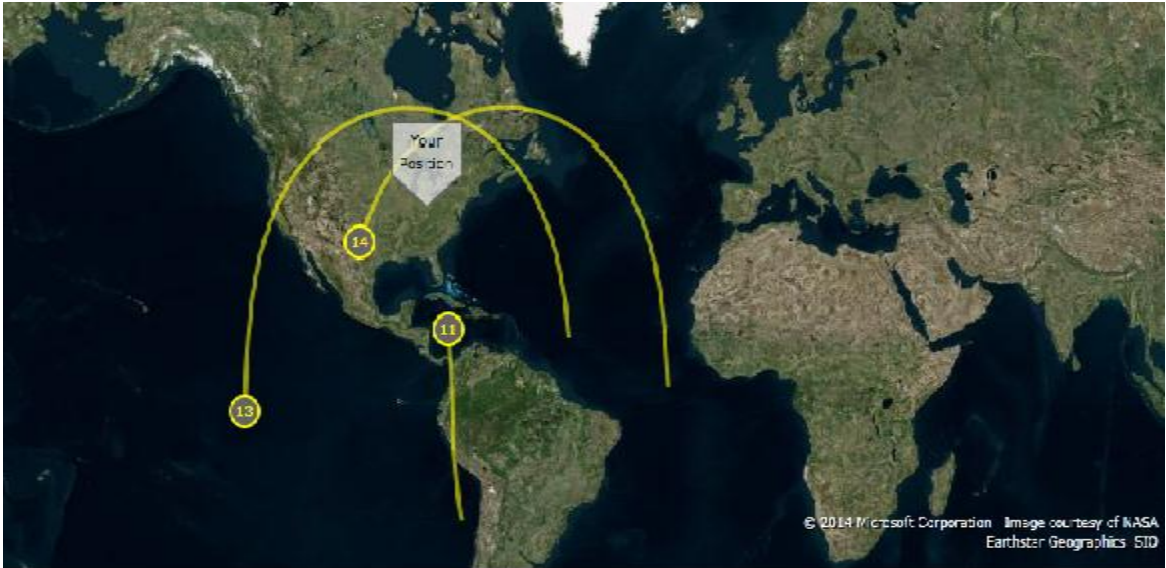 Your
Position
14
11
13
© 2014 Microsoft Corporation Image courtesy of NASA
Earthstar Geographics SIO